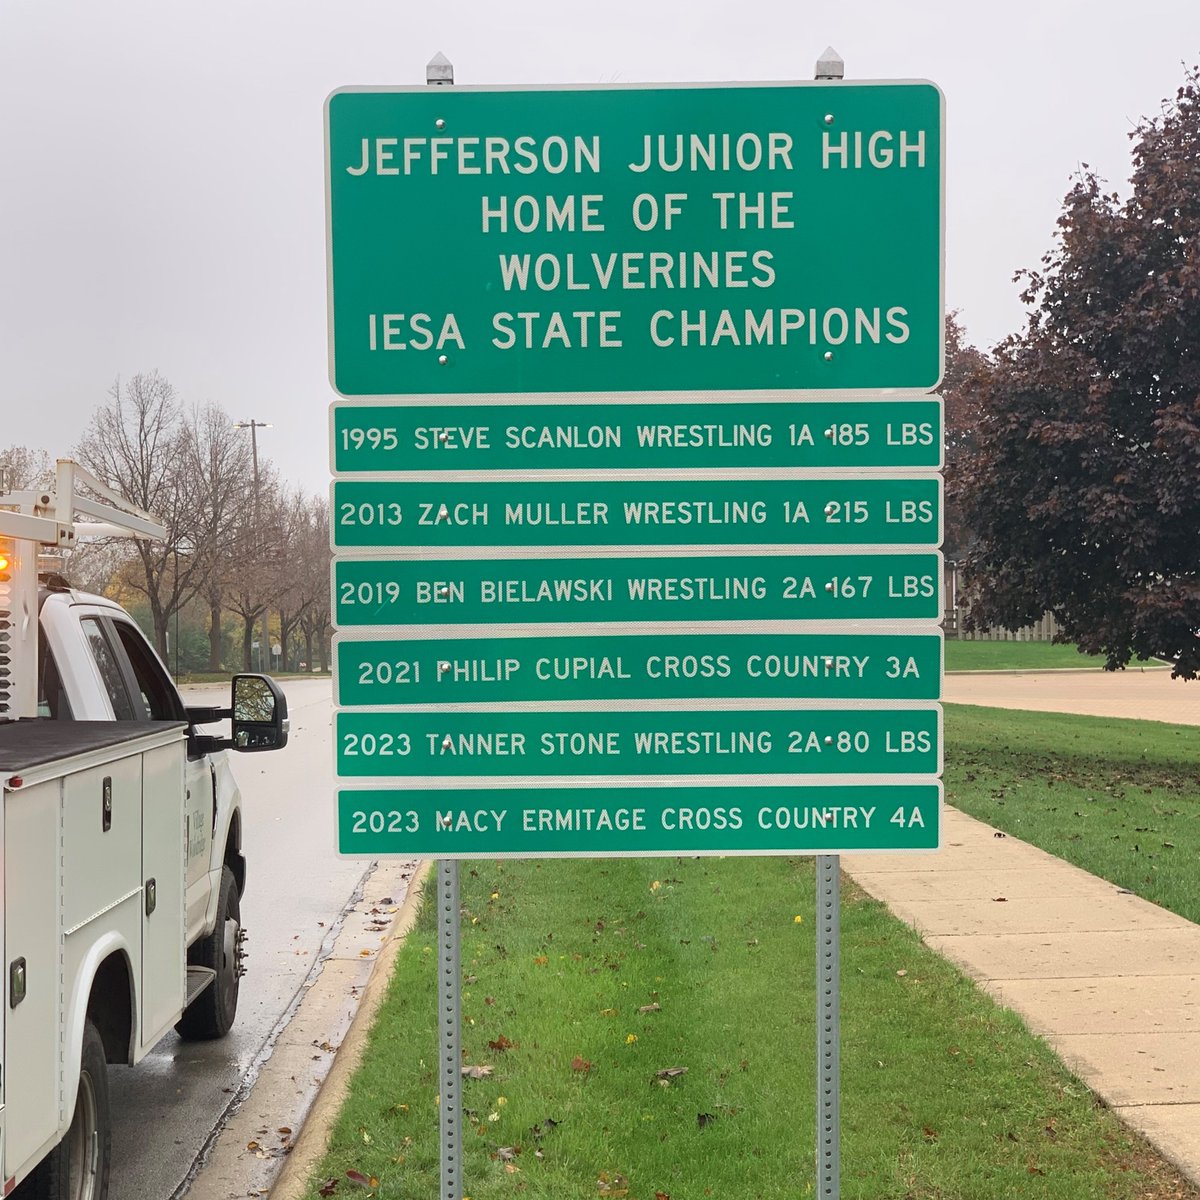 JEFFERSON JUNIOR HIGH
HOME OF THE
WOLVERINES
IESA STATE CHAMPIONS
1995 STEVE SCANLON WRESTLING 1A 185 LBS
2013 ZACH MULLER WRESTLING 1A 215 LBS
2019 BEN BIELAWSKI WRESTLING 2A 167 LBS
2021 PHILIP CUPIAL CROSS COUNTRY 3A
2023 TANNER STONE WRESTLING 2A 80 LBS
2023 MACY ERMITAGE CROSS COUNTRY 4A
Village